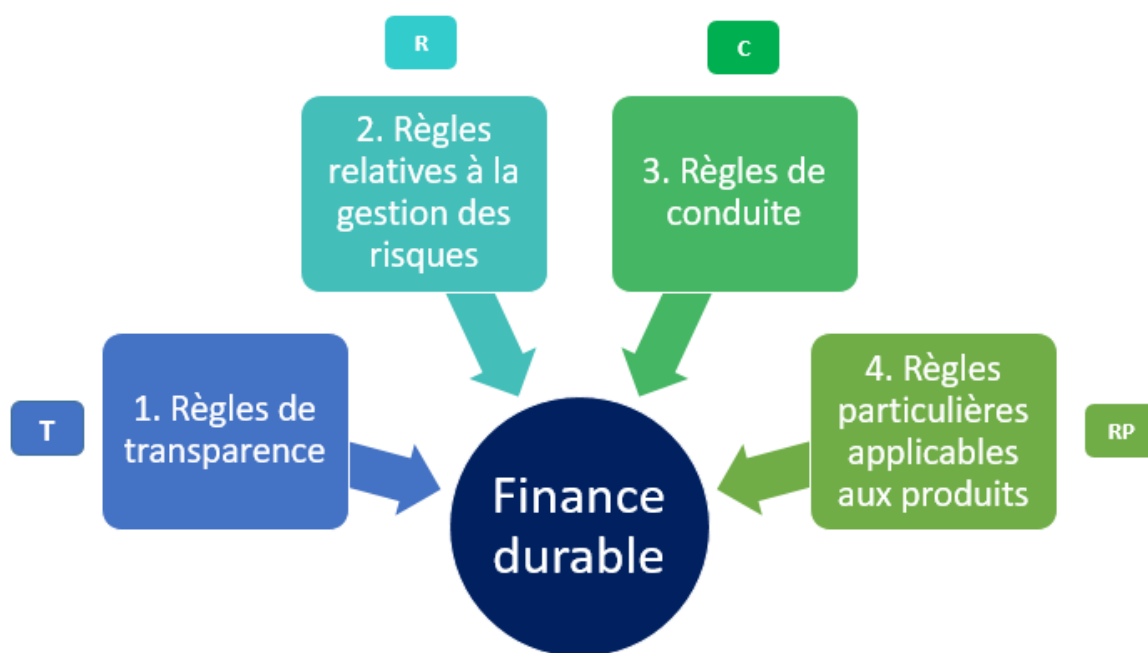 R
C
2. Règles
relatives à la
gestion des
risques
3. Règles de
conduite
T
1. Règles de
transparence
4. Règles
particulières
applicables
aux produits
RP
Finance
durable